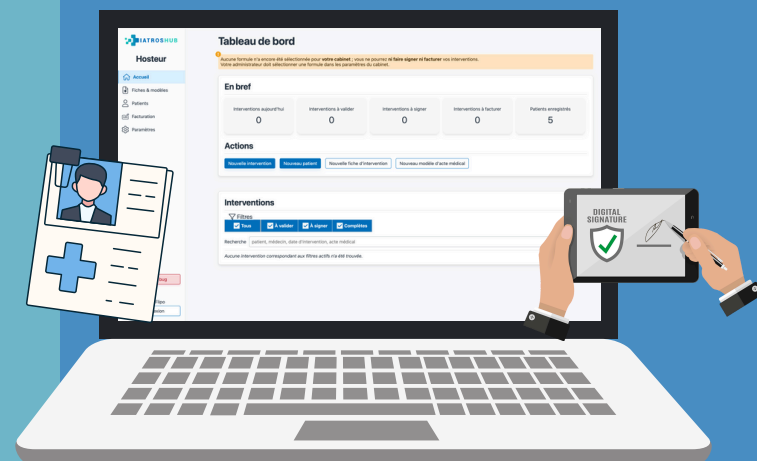 IATROSHUB
Hosteur
Accueil
Fiches & modèles
Patients
Facturation
Paramètres
Tableau de bord
Aucune formule n'a encore été sélectionnée pour votre cabinet ; vous ne pourrez ni faire signer ni facturer vos interventions.
Votre administrateur doit sélectionner une formule dans les paramètres du cabinet.
En bref
Interventions aujourd'hui
0
Interventions à valider
0
Interventions à signer
0
Interventions à facturer
0
Patients enregistrés
5
Actions
Nouvelle intervention
Nouveau patient
Nouvelle fiche d'intervention
Nouveau modèle d'acte médical
Interventions
Filtres
Tous
À valider
À signer
Complètes
Recherche
patient, médecin, date d'intervention, acte médical
Aucune intervention correspondant aux filtres actifs n'a été trouvée.
DIGITAL
SIGNATURE